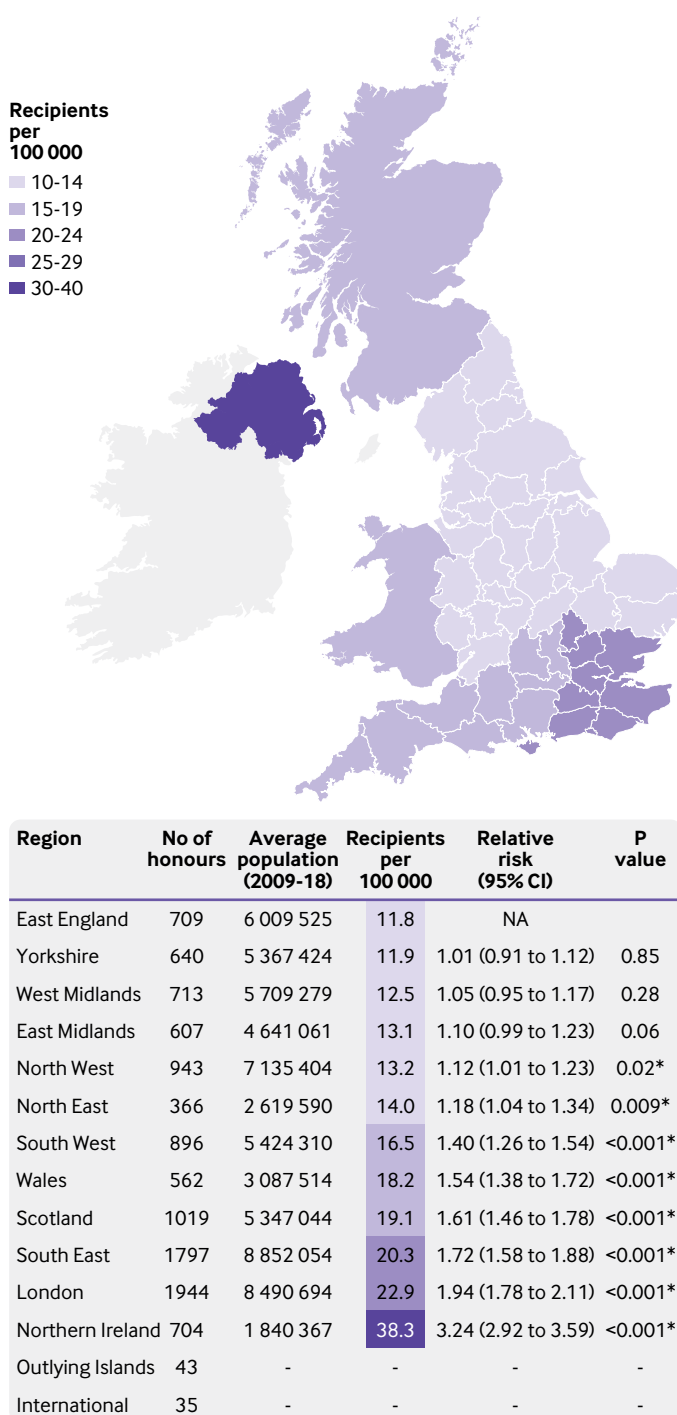 Recipients
per
100 000
10-14
15-19
20-24
25-29
30-40
Region No of honours Average population (2009-18) Recipients per 100 000 Relative risk (95% CI) P value
East England 709 6 009 525 11.8 NA
Yorkshire 640 5 367 424 11.9 1.01 (0.91 to 1.12) 0.85
West Midlands 713 5 709 279 12.5 1.05 (0.95 to 1.17) 0.28
East Midlands 607 4 641 061 13.1 1.10 (0.99 to 1.23) 0.06
North West 943 7 135 404 13.2 1.12 (1.01 to 1.23) 0.02*
North East 366 2 619 590 14.0 1.18 (1.04 to 1.34) 0.009*
South West 896 5 424 310 16.5 1.40 (1.26 to 1.54) <0.001*
Wales 562 3 087 514 18.2 1.54 (1.38 to 1.72) <0.001*
Scotland 1019 5 347 044 19.1 1.61 (1.46 to 1.78) <0.001*
South East 1797 8 852 054 20.3 1.72 (1.58 to 1.88) <0.001*
London 1944 8 490 694 22.9 1.94 (1.78 to 2.11) <0.001*
Northern Ireland 704 1 840 367 38.3 3.24 (2.92 to 3.59) <0.001*
Outlying Islands 43 - - - -
International 35 - - - -